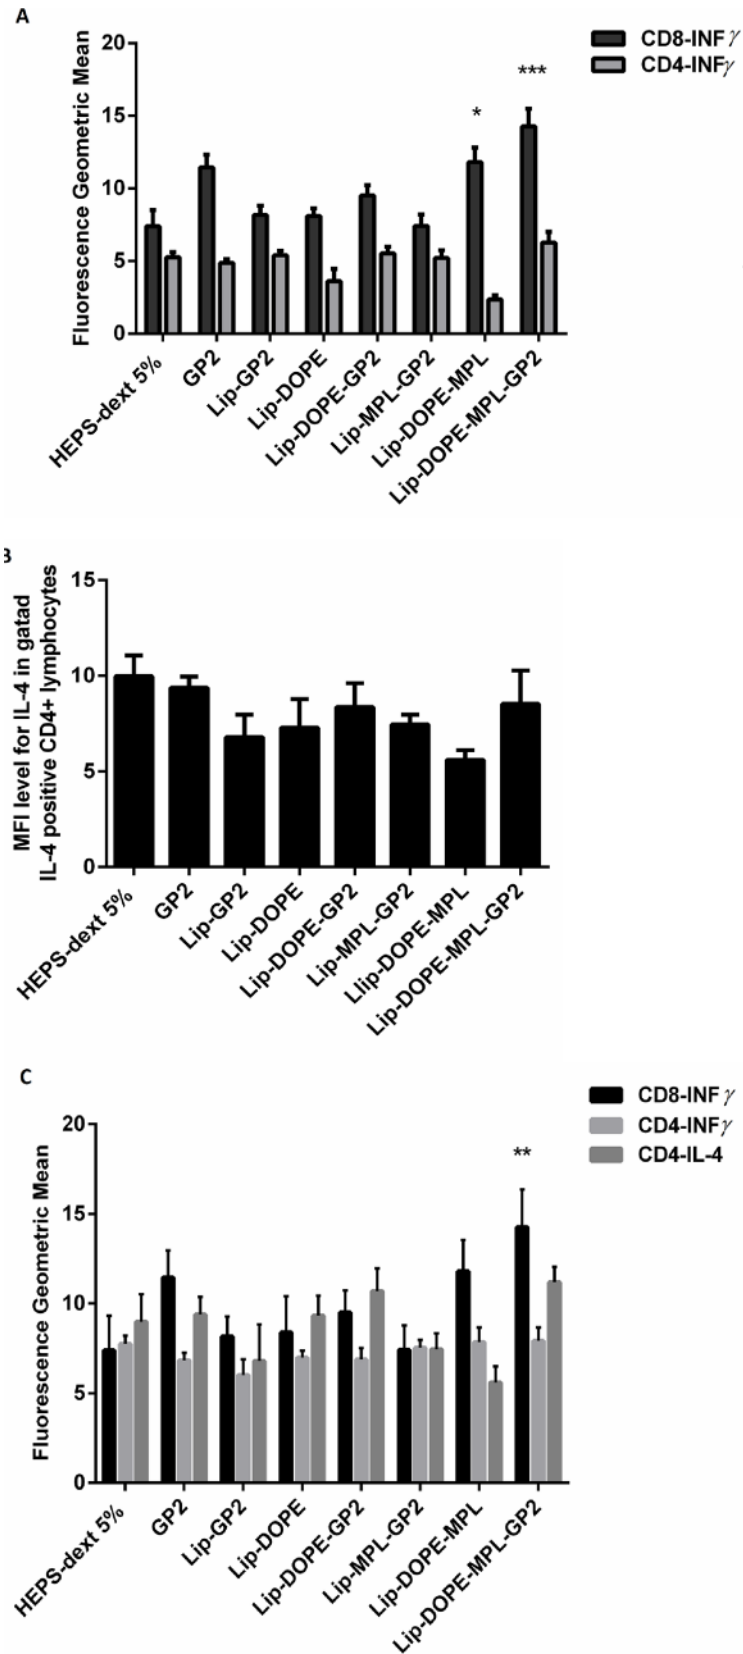 A
CD8-INFγ
CD4-INFγ
Fluorescence Geometric Mean
20
15
10
5
0
*
***
HEPS-dext 5%
GP2
Lip-GP2
Lip-DOPE
Lip-DOPE-GP2
Lip-MPL-GP2
Lip-DOPE-MPL
Lip-DOPE-MPL-GP2
B
MFI level for IL-4 in gatad
IL-4 positive CD4+ lymphocytes
15
10
5
0
HEPS-dext 5%
GP2
Lip-GP2
Lip-DOPE
Lip-DOPE-GP2
Lip-MPL-GP2
Llip-DOPE-MPL
Lip-DOPE-MPL-GP2
C
CD8-INFγ
CD4-INFγ
CD4-IL-4
Fluorescence Geometric Mean
20
15
10
5
0
**
HEPS-dext 5%
GP2
Lip-GP2
Lip-DOPE
Lip-DOPE-GP2
Lip-MPL-GP2
Lip-DOPE-MPL
Lip-DOPE-MPL-GP2